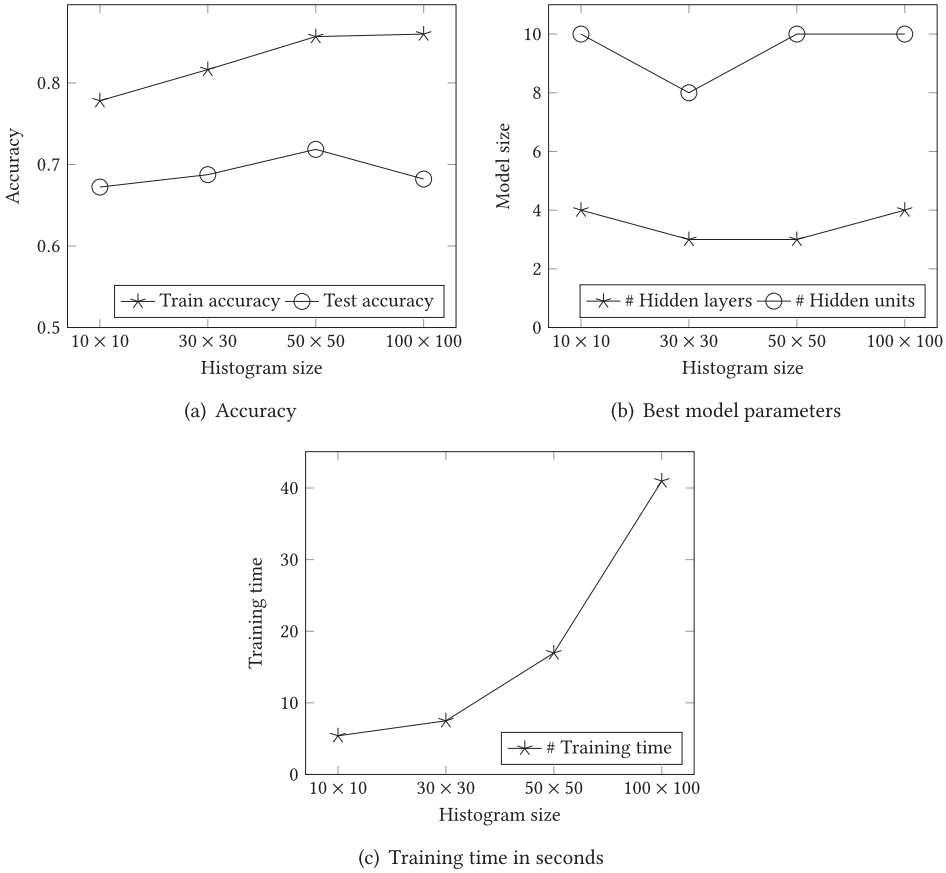 0.8
0.7
0.6
0.5
Accuracy
Train accuracy Test accuracy
10 × 10 30 × 30 50 × 50 100 × 100
Histogram size
(a) Accuracy
10
8
6
4
2
0
Model size
# Hidden layers # Hidden units
10 × 10 30 × 30 50 × 50 100 × 100
Histogram size
(b) Best model parameters
40
30
20
10
0
Training time
# Training time
10 × 10 30 × 30 50 × 50 100 × 100
Histogram size
(c) Training time in seconds